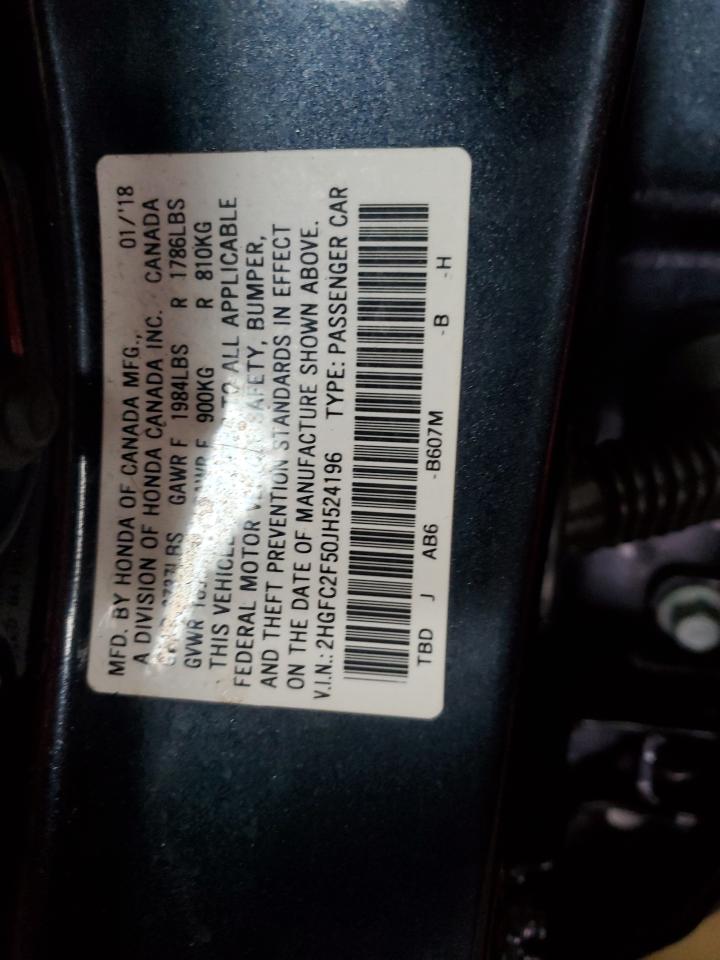 MFD. BY HONDA OF CANADA MFG., 01/'18
A DIVISION OF HONDA CANADA INC. CANADA
GAWR F 1984LBS R 1786LBS
GVWR F 900KG R 810KG
THIS VEHICLE TO ALL APPLICABLE
FEDERAL MOTOR SAFETY, BUMPER,
AND THEFT PREVENTION STANDARDS IN EFFECT
ON THE DATE OF MANUFACTURE SHOWN ABOVE.
V.I.N.: 2HGFC2F50JH524196 TYPE: PASSENGER CAR
TBD J AB6 -B607M -B -H